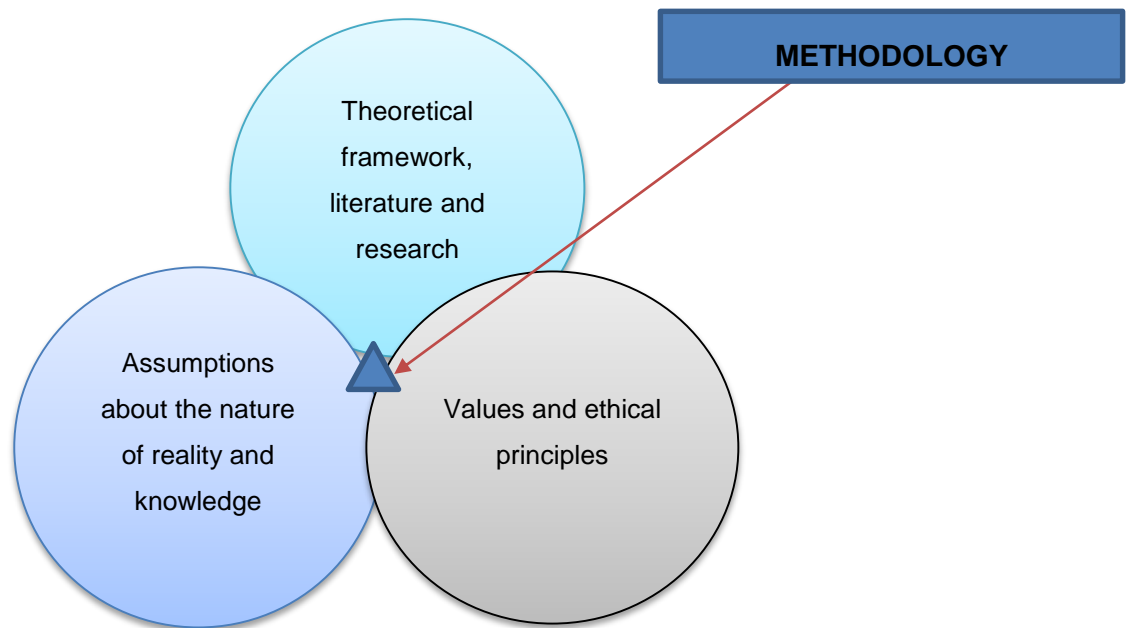 METHODOLOGY
Theoretical
framework,
literature and
research
Assumptions
about the nature
of reality and
knowledge
Values and ethical
principles